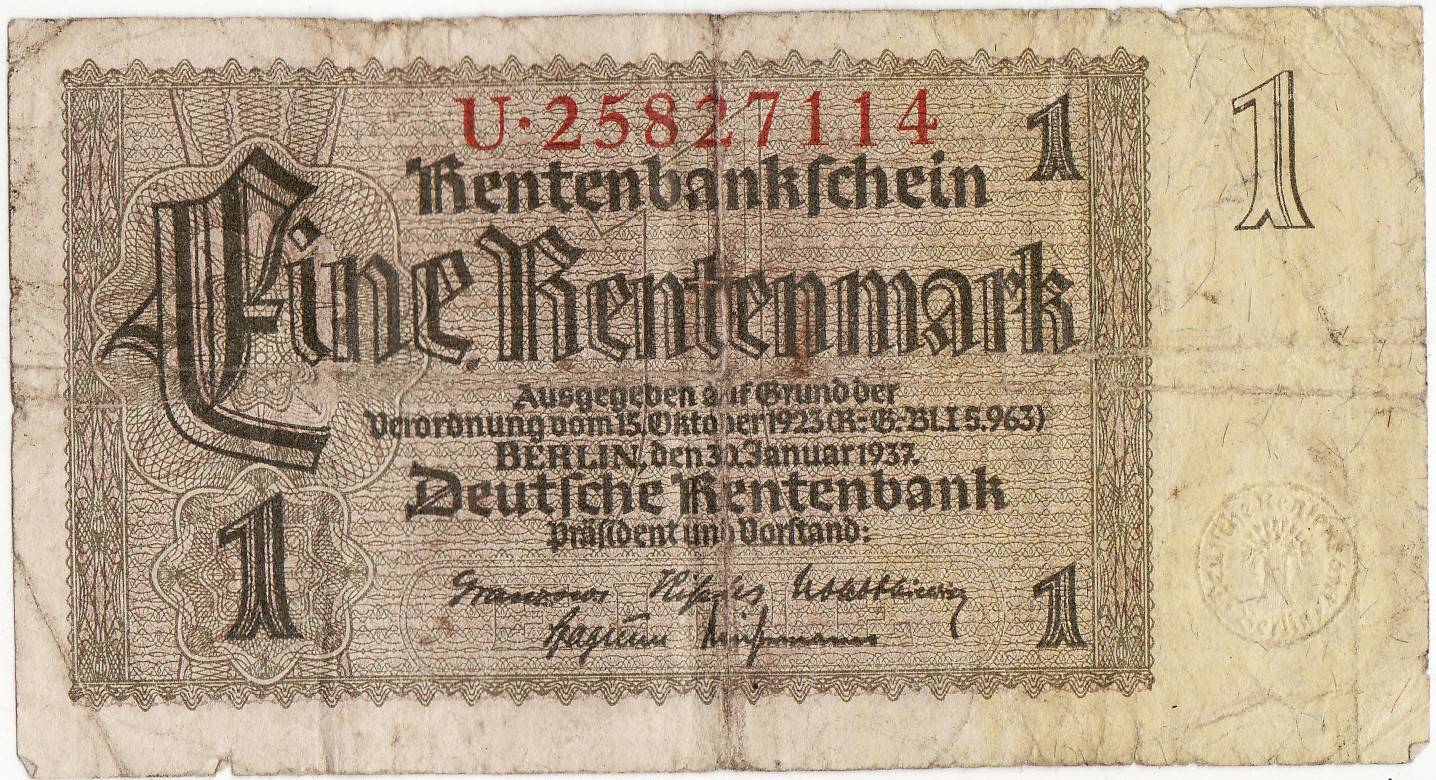 U·25827114
1
1
Rentenbankſchein
Eine Rentenmark
Ausgegeben auf Grund der
Verordnung vom 15. Oktober 1923 (R.-G.-Bl. I S. 963)
BERLIN, den 30. Januar 1937.
Deutſche Rentenbank
Präſident und Vorſtand:
1
1